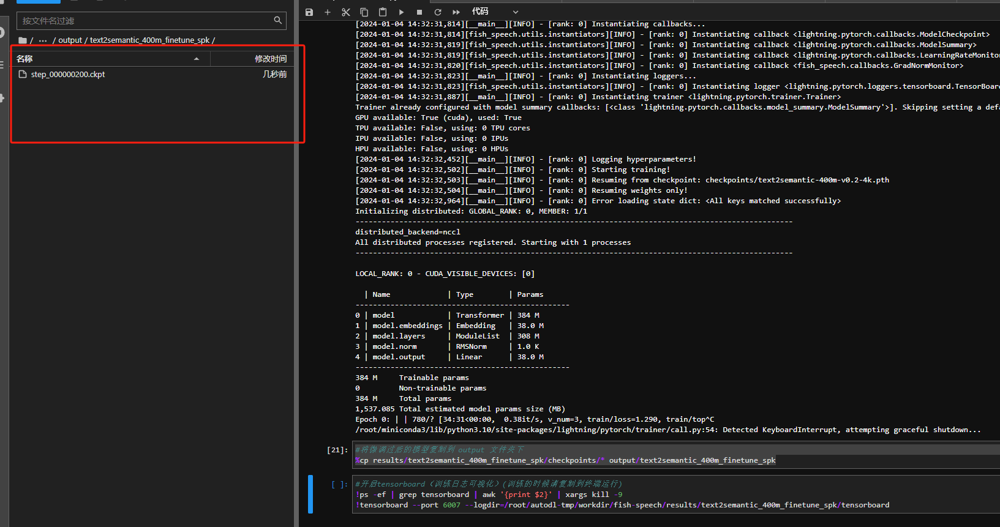 按文件名过滤
/ ··· / output / text2semantic_400m_finetune_spk /
名称 修改时间
step_000000200.ckpt 几秒前
代码
[2024-01-04 14:32:31,814][__main__][INFO] - [rank: 0] Instantiating callbacks...
[2024-01-04 14:32:31,814][fish_speech.utils.instantiators][INFO] - [rank: 0] Instantiating callback <lightning.pytorch.callbacks.ModelCheckpoint>
[2024-01-04 14:32:31,819][fish_speech.utils.instantiators][INFO] - [rank: 0] Instantiating callback <lightning.pytorch.callbacks.ModelSummary>
[2024-01-04 14:32:31,819][fish_speech.utils.instantiators][INFO] - [rank: 0] Instantiating callback <lightning.pytorch.callbacks.LearningRateMonitor
[2024-01-04 14:32:31,820][fish_speech.utils.instantiators][INFO] - [rank: 0] Instantiating callback <fish_speech.callbacks.GradNormMonitor>
[2024-01-04 14:32:31,823][__main__][INFO] - [rank: 0] Instantiating loggers...
[2024-01-04 14:32:31,823][fish_speech.utils.instantiators][INFO] - [rank: 0] Instantiating logger <lightning.pytorch.loggers.tensorboard.TensorBoar
[2024-01-04 14:32:31,887][__main__][INFO] - [rank: 0] Instantiating trainer <lightning.pytorch.trainer.Trainer>
Trainer already configured with model summary callbacks: [<class 'lightning.pytorch.callbacks.model_summary.ModelSummary'>]. Skipping setting a defa
GPU available: True (cuda), used: True
TPU available: False, using: 0 TPU cores
IPU available: False, using: 0 IPUs
HPU available: False, using: 0 HPUs
[2024-01-04 14:32:32,452][__main__][INFO] - [rank: 0] Logging hyperparameters!
[2024-01-04 14:32:32,502][__main__][INFO] - [rank: 0] Starting training!
[2024-01-04 14:32:32,503][__main__][INFO] - [rank: 0] Resuming from checkpoint: checkpoints/text2semantic-400m-v0.2-4k.pth
[2024-01-04 14:32:32,504][__main__][INFO] - [rank: 0] Resuming weights only!
[2024-01-04 14:32:32,964][__main__][INFO] - [rank: 0] Error loading state dict: <All keys matched successfully>
Initializing distributed: GLOBAL_RANK: 0, MEMBER: 1/1
----------------------------------------------------------------------------------------------------
distributed_backend=nccl
All distributed processes registered. Starting with 1 processes
----------------------------------------------------------------------------------------------------
LOCAL_RANK: 0 - CUDA_VISIBLE_DEVICES: [0]
| Name | Type | Params
-------------------------------------------------
0 | model | Transformer | 384 M
1 | model.embeddings | Embedding | 38.0 M
2 | model.layers | ModuleList | 308 M
3 | model.norm | RMSNorm | 1.0 K
4 | model.output | Linear | 38.0 M
-------------------------------------------------
384 M Trainable params
0 Non-trainable params
384 M Total params
1,537.085 Total estimated model params size (MB)
Epoch 0: | | 780/? [34:31<00:00, 0.38it/s, v_num=3, train/loss=1.290, train/top^C
/root/miniconda3/lib/python3.10/site-packages/lightning/pytorch/trainer/call.py:54: Detected KeyboardInterrupt, attempting graceful shutdown...
[21]: #将微调过后的模型复制到 output 文件夹下
%cp results/text2semantic_400m_finetune_spk/checkpoints/* output/text2semantic_400m_finetune_spk
[ ]: #开启tensorboard（训练日志可视化）(训练的时候请复制到终端运行)
!ps -ef | grep tensorboard | awk '{print $2}' | xargs kill -9
!tensorboard --port 6007 --logdir=/root/autodl-tmp/workdir/fish-speech/results/text2semantic_400m_finetune_spk/tensorboard